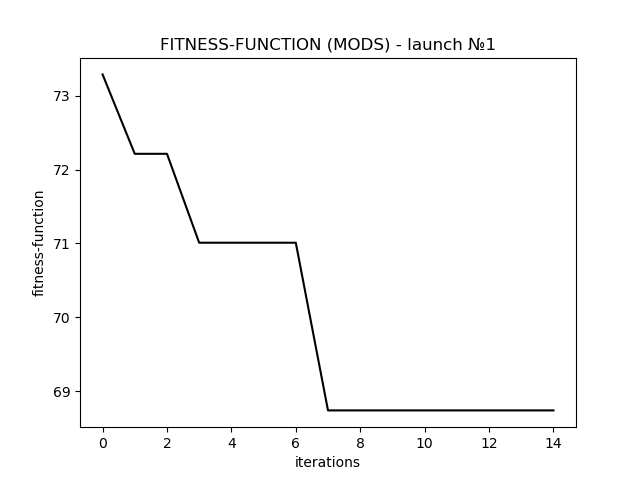 FITNESS-FUNCTION (MODS) - launch №1
73
72
71
70
69
fitness-function
0 2 4 6 8 10 12 14
iterations